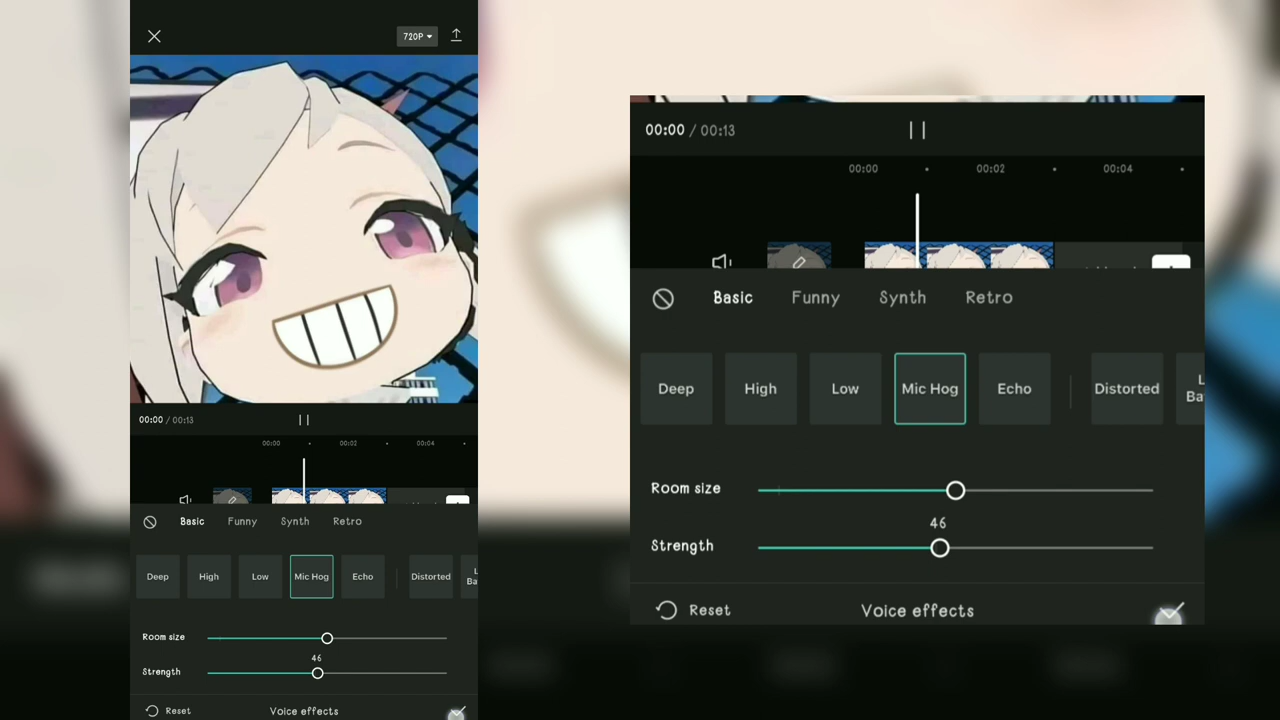 720P
00:00 / 00:13
00:00 00:02 00:04
Basic Funny Synth Retro
Deep High Low Mic Hog Echo Distorted
Room size
46
Strength
Reset Voice effects
00:00 / 00:13
00:00 00:02 00:04
Basic Funny Synth Retro
Deep High Low Mic Hog Echo Distorted
Room size
46
Strength
Reset Voice effects